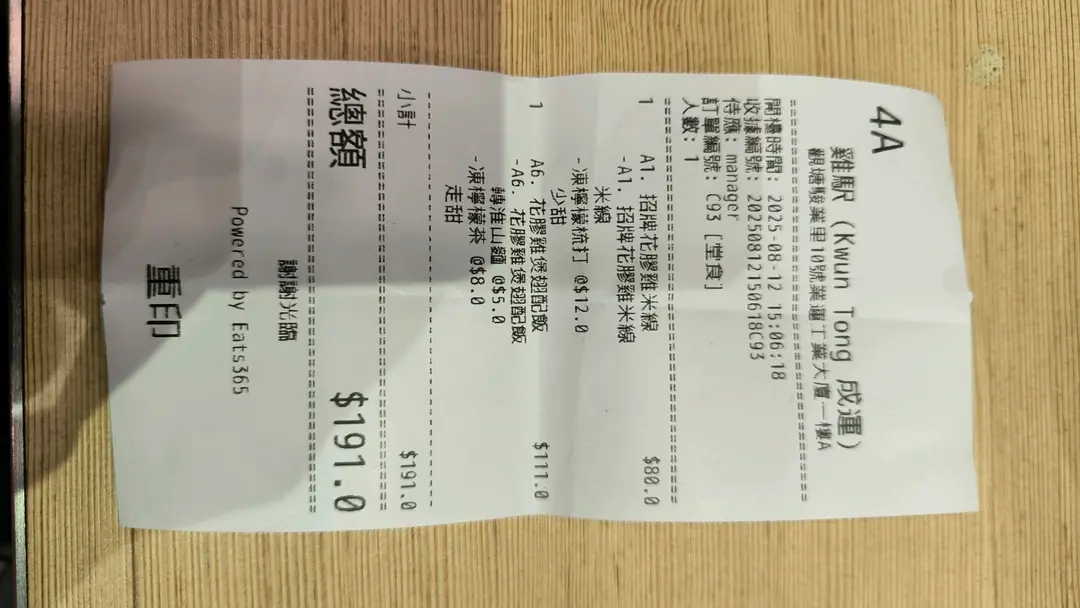 4A
雞駅 (Kwun Tong 成運)
觀塘駿業里10號業運工業大廈一樓A
開檯時間: 2025-08-12 15:06:18
收據編號: 20250812150618C93
侍應: manager
訂單編號: C93 [堂食]
人數: 1
1 A1. 招牌花膠雞米線 $80.0
-A1. 招牌花膠雞米線
米線
-凍檸檬梳打 @$12.0
少甜
1 A6. 花膠雞煲翅配飯 $111.0
-A6. 花膠雞煲翅配飯
轉淮山麵 @$5.0
-凍檸檬茶 @$8.0
走甜
小計 $191.0
總額 $191.0
謝謝光臨
Powered by Eats365
重印